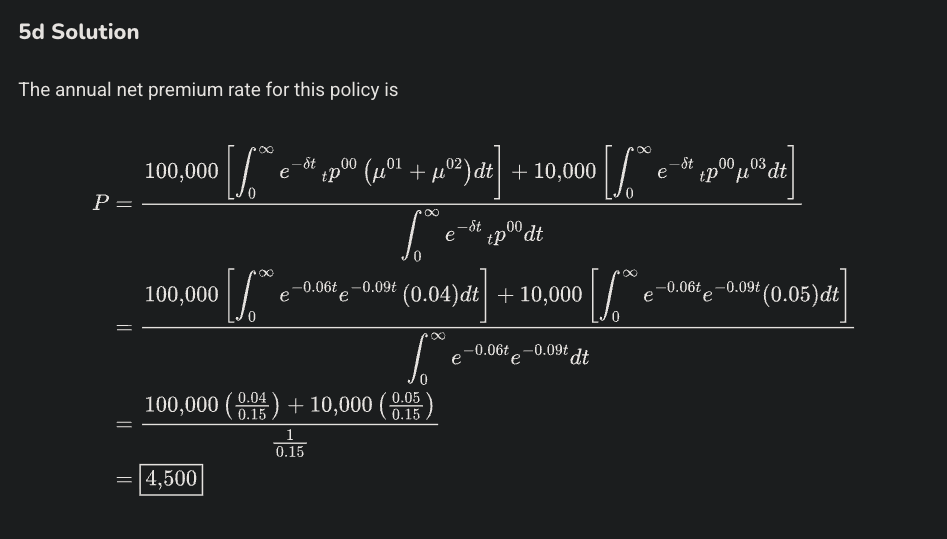 5d Solution
The annual net premium rate for this policy is
P = \frac{100,000 \left[ \int_0^\infty e^{-\delta t} {}_tp^{00} (\mu^{01} + \mu^{02}) dt \right] + 10,000 \left[ \int_0^\infty e^{-\delta t} {}_tp^{00} \mu^{03} dt \right]}{\int_0^\infty e^{-\delta t} {}_tp^{00} dt}
= \frac{100,000 \left[ \int_0^\infty e^{-0.06t} e^{-0.09t} (0.04) dt \right] + 10,000 \left[ \int_0^\infty e^{-0.06t} e^{-0.09t} (0.05) dt \right]}{\int_0^\infty e^{-0.06t} e^{-0.09t} dt}
= \frac{100,000 \left( \frac{0.04}{0.15} \right) + 10,000 \left( \frac{0.05}{0.15} \right)}{\frac{1}{0.15}}
= \boxed{4,500}